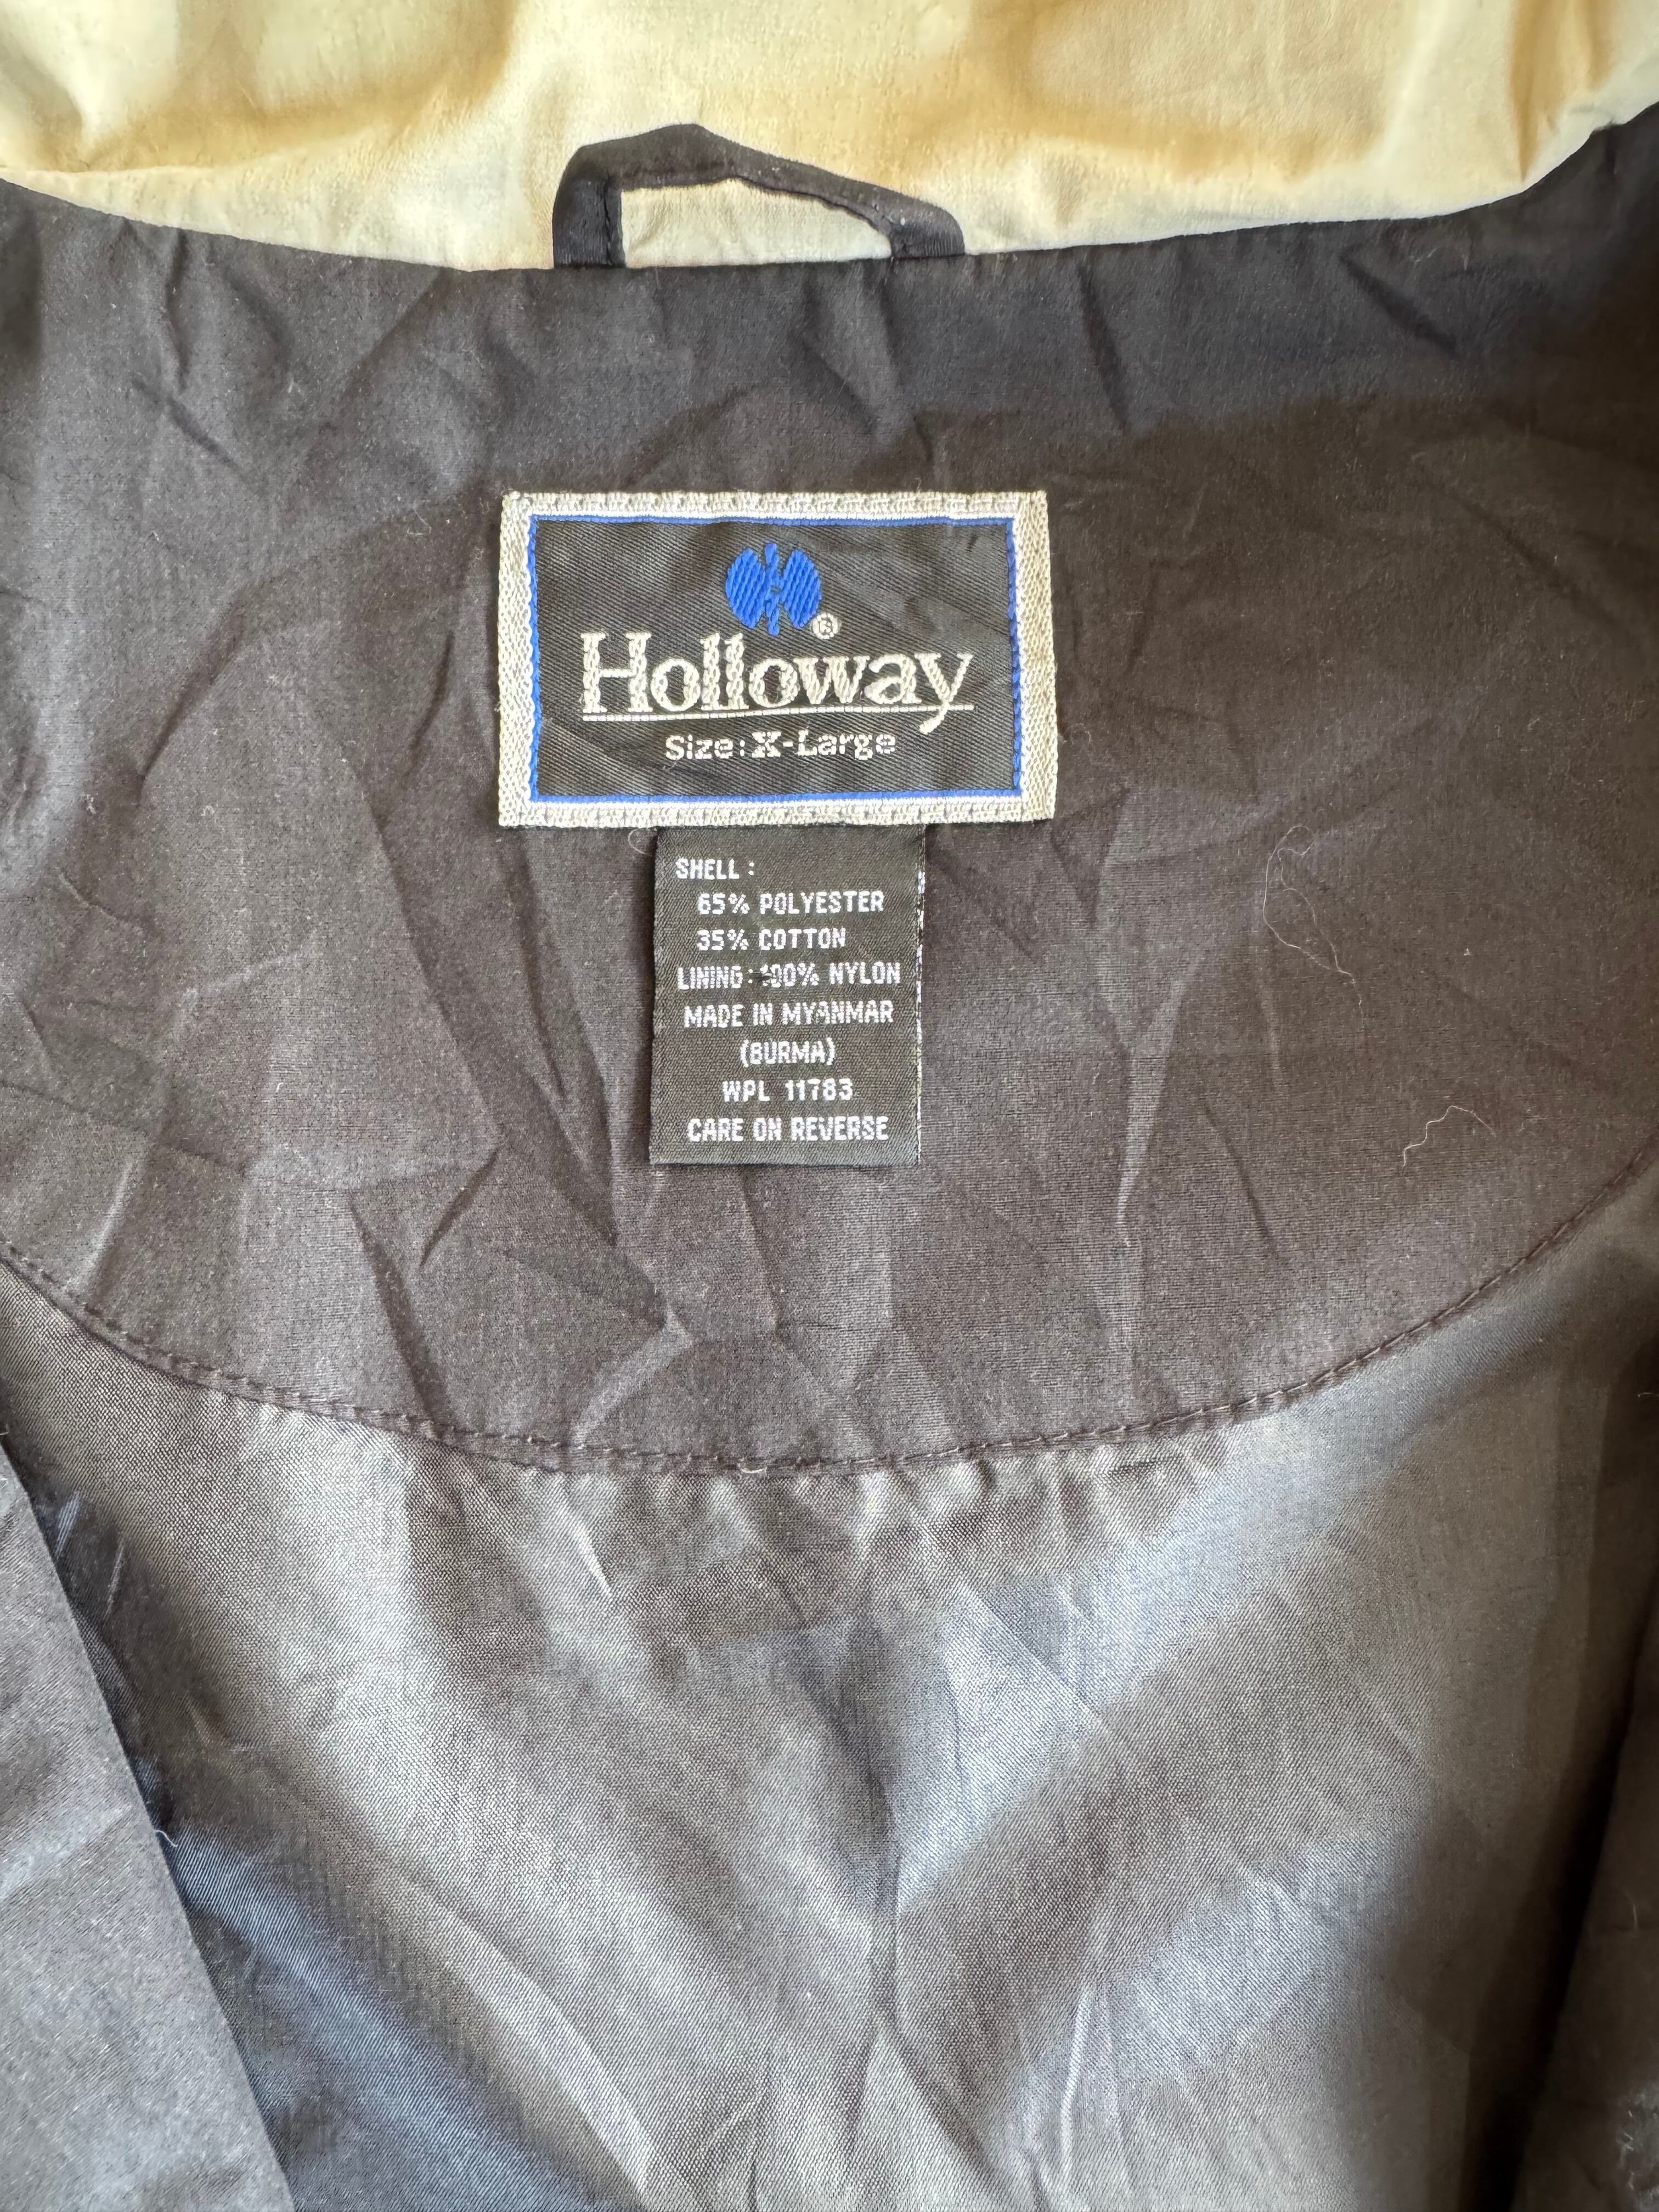 ®
Holloway
Size: X-Large
SHELL :
65% POLYESTER
35% COTTON
LINING: 100% NYLON
MADE IN MYANMAR
(BURMA)
WPL 11783
CARE ON REVERSE